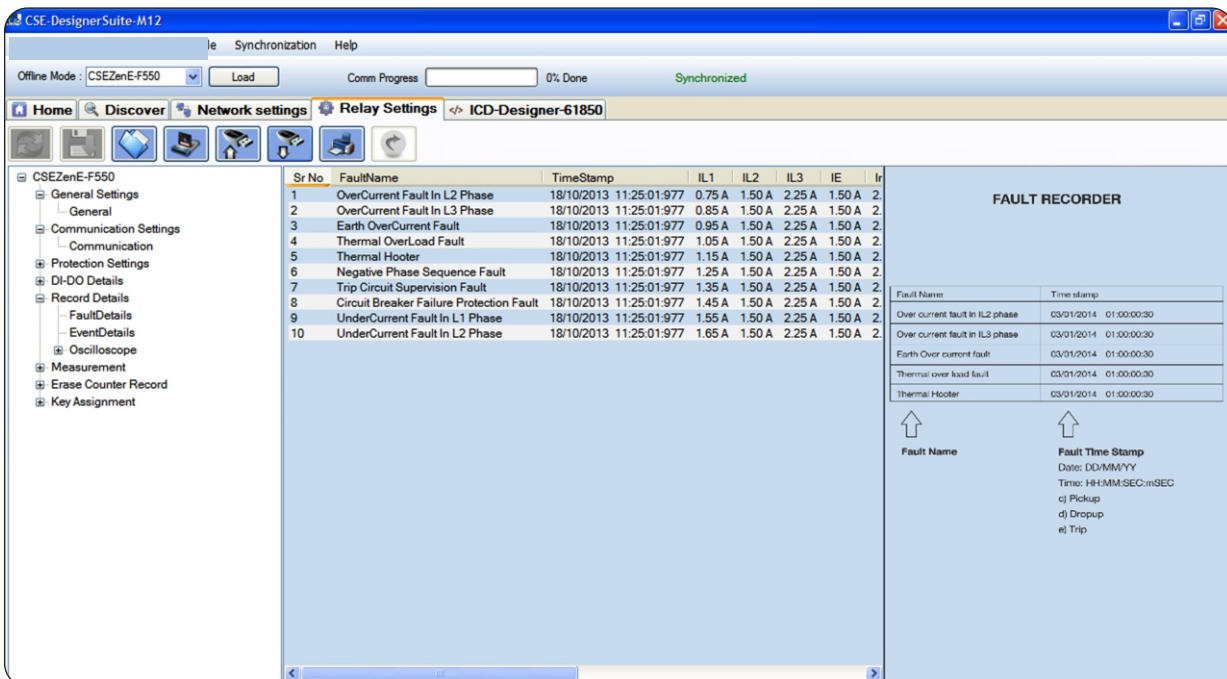 CSE-DesignerSuite-M12
le Synchronization Help
Offline Mode : CSEZenE-F550 Load Comm Progress 0% Done Synchronized
Home Discover Network settings Relay Settings ICD-Designer-61850
CSEZenE-F550
General Settings
General
Communication Settings
Communication
Protection Settings
DI-DO Details
Record Details
FaultDetails
EventDetails
Oscilloscope
Measurement
Erase Counter Record
Key Assignment
Sr No FaultName TimeStamp IL1 IL2 IL3 IE Ir
1 OverCurrent Fault In L2 Phase 18/10/2013 11:25:01:977 0.75 A 1.50 A 2.25 A 1.50 A 2.
2 OverCurrent Fault In L3 Phase 18/10/2013 11:25:01:977 0.85 A 1.50 A 2.25 A 1.50 A 2.
3 Earth OverCurrent Fault 18/10/2013 11:25:01:977 0.95 A 1.50 A 2.25 A 1.50 A 2.
4 Thermal OverLoad Fault 18/10/2013 11:25:01:977 1.05 A 1.50 A 2.25 A 1.50 A 2.
5 Thermal Hooter 18/10/2013 11:25:01:977 1.15 A 1.50 A 2.25 A 1.50 A 2.
6 Negative Phase Sequence Fault 18/10/2013 11:25:01:977 1.25 A 1.50 A 2.25 A 1.50 A 2.
7 Trip Circuit Supervision Fault 18/10/2013 11:25:01:977 1.35 A 1.50 A 2.25 A 1.50 A 2.
8 Circuit Breaker Failure Protection Fault 18/10/2013 11:25:01:977 1.45 A 1.50 A 2.25 A 1.50 A 2.
9 UnderCurrent Fault In L1 Phase 18/10/2013 11:25:01:977 1.55 A 1.50 A 2.25 A 1.50 A 2.
10 UnderCurrent Fault In L2 Phase 18/10/2013 11:25:01:977 1.65 A 1.50 A 2.25 A 1.50 A 2.
FAULT RECORDER
Fault Name Time stamp
Over current fault in IL2 phase 03/01/2014 01:00:00:30
Over current fault in IL3 phase 03/01/2014 01:00:00:30
Earth Over current fault 03/01/2014 01:00:00:30
Thermal over load fault 03/01/2014 01:00:00:30
Thermal Hooter 03/01/2014 01:00:00:30
Fault Name Fault Time Stamp
Date: DD/MM/YY
Time: HH:MM:SEC:mSEC
c) Pickup
d) Dropup
e) Trip